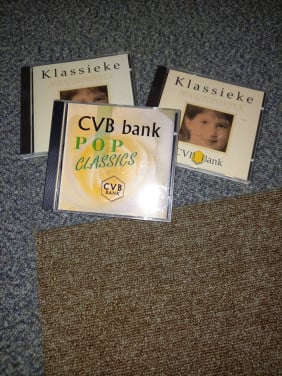 Klassieke
Klassieke
CVB Bank
CVB bank
POP
CLASSICS
CVB
BANK